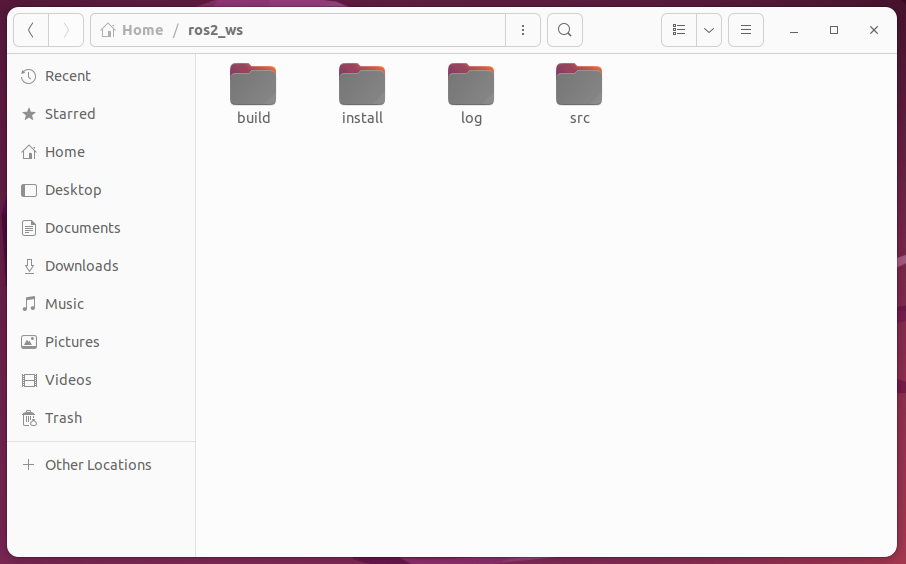 Home / ros2_ws
Recent
Starred
Home
Desktop
Documents
Downloads
Music
Pictures
Videos
Trash
Other Locations
build install log src